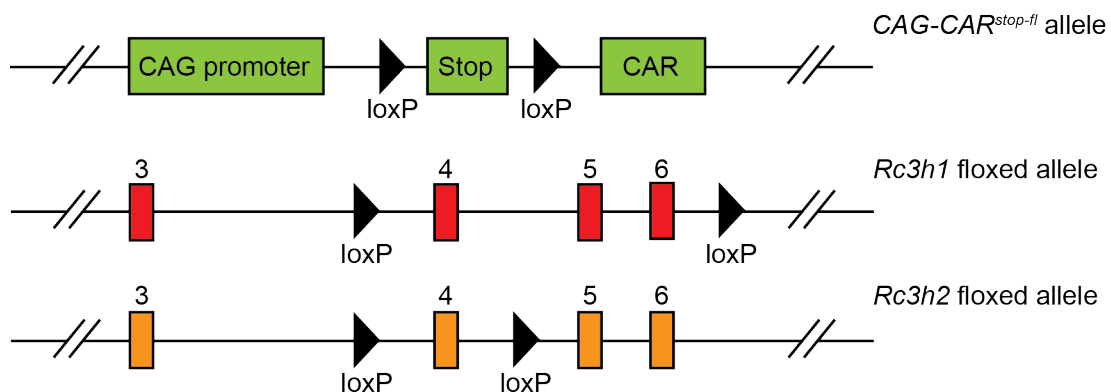 CAG-CARstop-fl allele
CAG promoter Stop CAR
loxP loxP
3 4 5 6
Rc3h1 floxed allele
loxP loxP
3 4 5 6
Rc3h2 floxed allele
loxP loxP